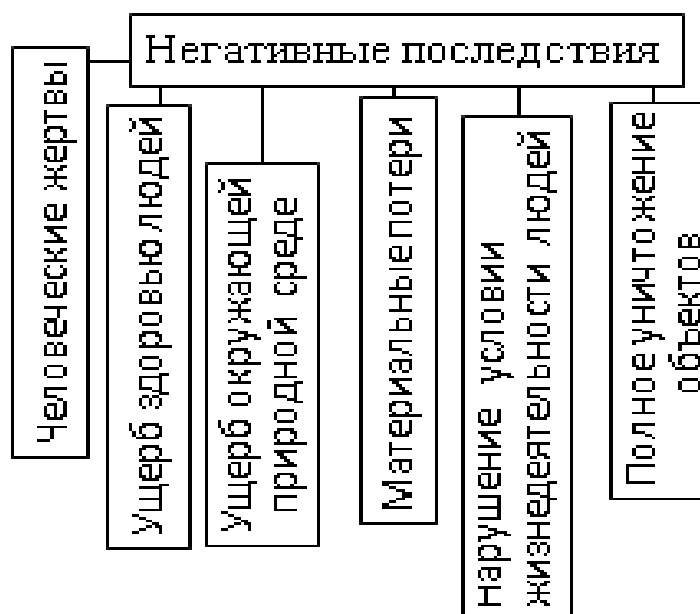 Негативные последствия
Человеческие жертвы
Ущерб здоровью людей
Ущерб окружающей
природной среде
Материальные потери
нарушение условии
жизнедеятельности людей
Полное уничтожение
объектов